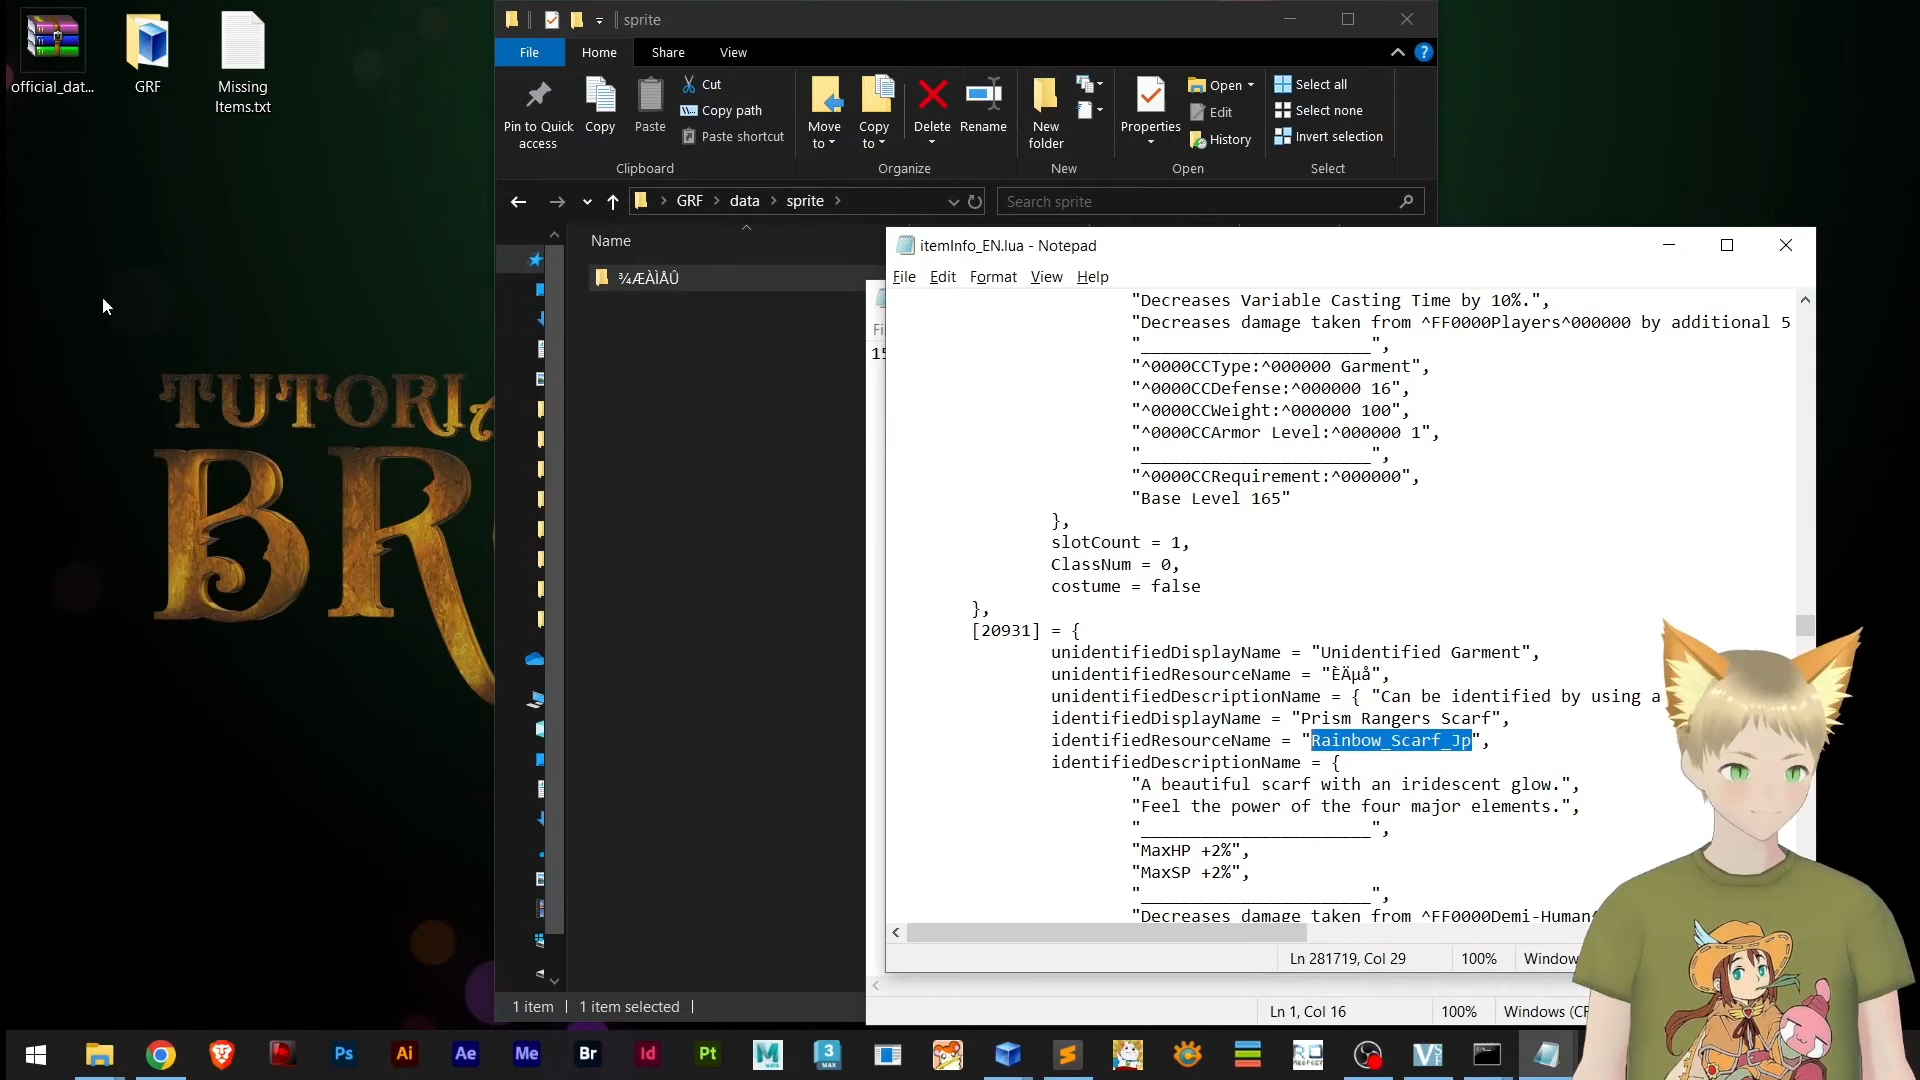 official_dat...
GRF
Missing
Items.txt
TUTORI
BR
sprite
File
Home
Share
View
Pin to Quick
access
Copy
Paste
Cut
Copy path
Paste shortcut
Clipboard
Move
to
Copy
to
Delete
Rename
Organize
New
folder
New
Properties
Open
Edit
History
Open
Select all
Select none
Invert selection
Select
GRF > data > sprite >
Search sprite
Name
¾ÆÀÌÅÛ
1 item
1 item selected
itemInfo_EN.lua - Notepad
File Edit Format View Help
"Decreases Variable Casting Time by 10%.",
"Decreases damage taken from ^FF0000Players^000000 by additional 5
"_______________________",
"^0000CCType:^000000 Garment",
"^0000CCDefense:^000000 16",
"^0000CCWeight:^000000 100",
"^0000CCArmor Level:^000000 1",
"_______________________",
"^0000CCRequirement:^000000",
"Base Level 165"
},
slotCount = 1,
ClassNum = 0,
costume = false
},
[20931] = {
unidentifiedDisplayName = "Unidentified Garment",
unidentifiedResourceName = "ÈÄµå",
unidentifiedDescriptionName = { "Can be identified by using a
identifiedDisplayName = "Prism Rangers Scarf",
identifiedResourceName = "Rainbow_Scarf_Jp",
identifiedDescriptionName = {
"A beautiful scarf with an iridescent glow.",
"Feel the power of the four major elements.",
"_______________________",
"MaxHP +2%",
"MaxSP +2%",
"_______________________",
"Decreases damage taken from ^FF0000Demi-Human^
Ln 281719, Col 29
100%
Window
Fi
15
Ln 1, Col 16
100%
Windows (CR
Ps
Ai
Ae
Me
Br
Id
Pt
3
MAX